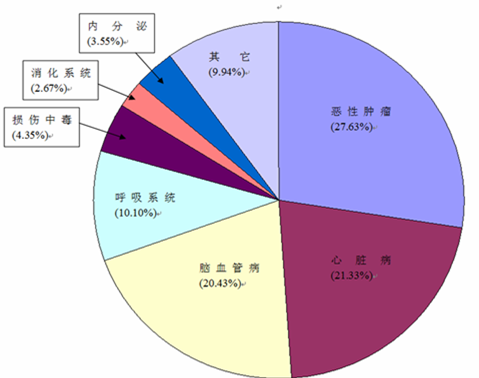 内 分 泌
(3.55%)
其 它
(9.94%)
消化系统
(2.67%)
恶性肿瘤
(27.63%)
损伤中毒
(4.35%)
呼吸系统
(10.10%)
脑血管病
(20.43%)
心 脏 病
(21.33%)